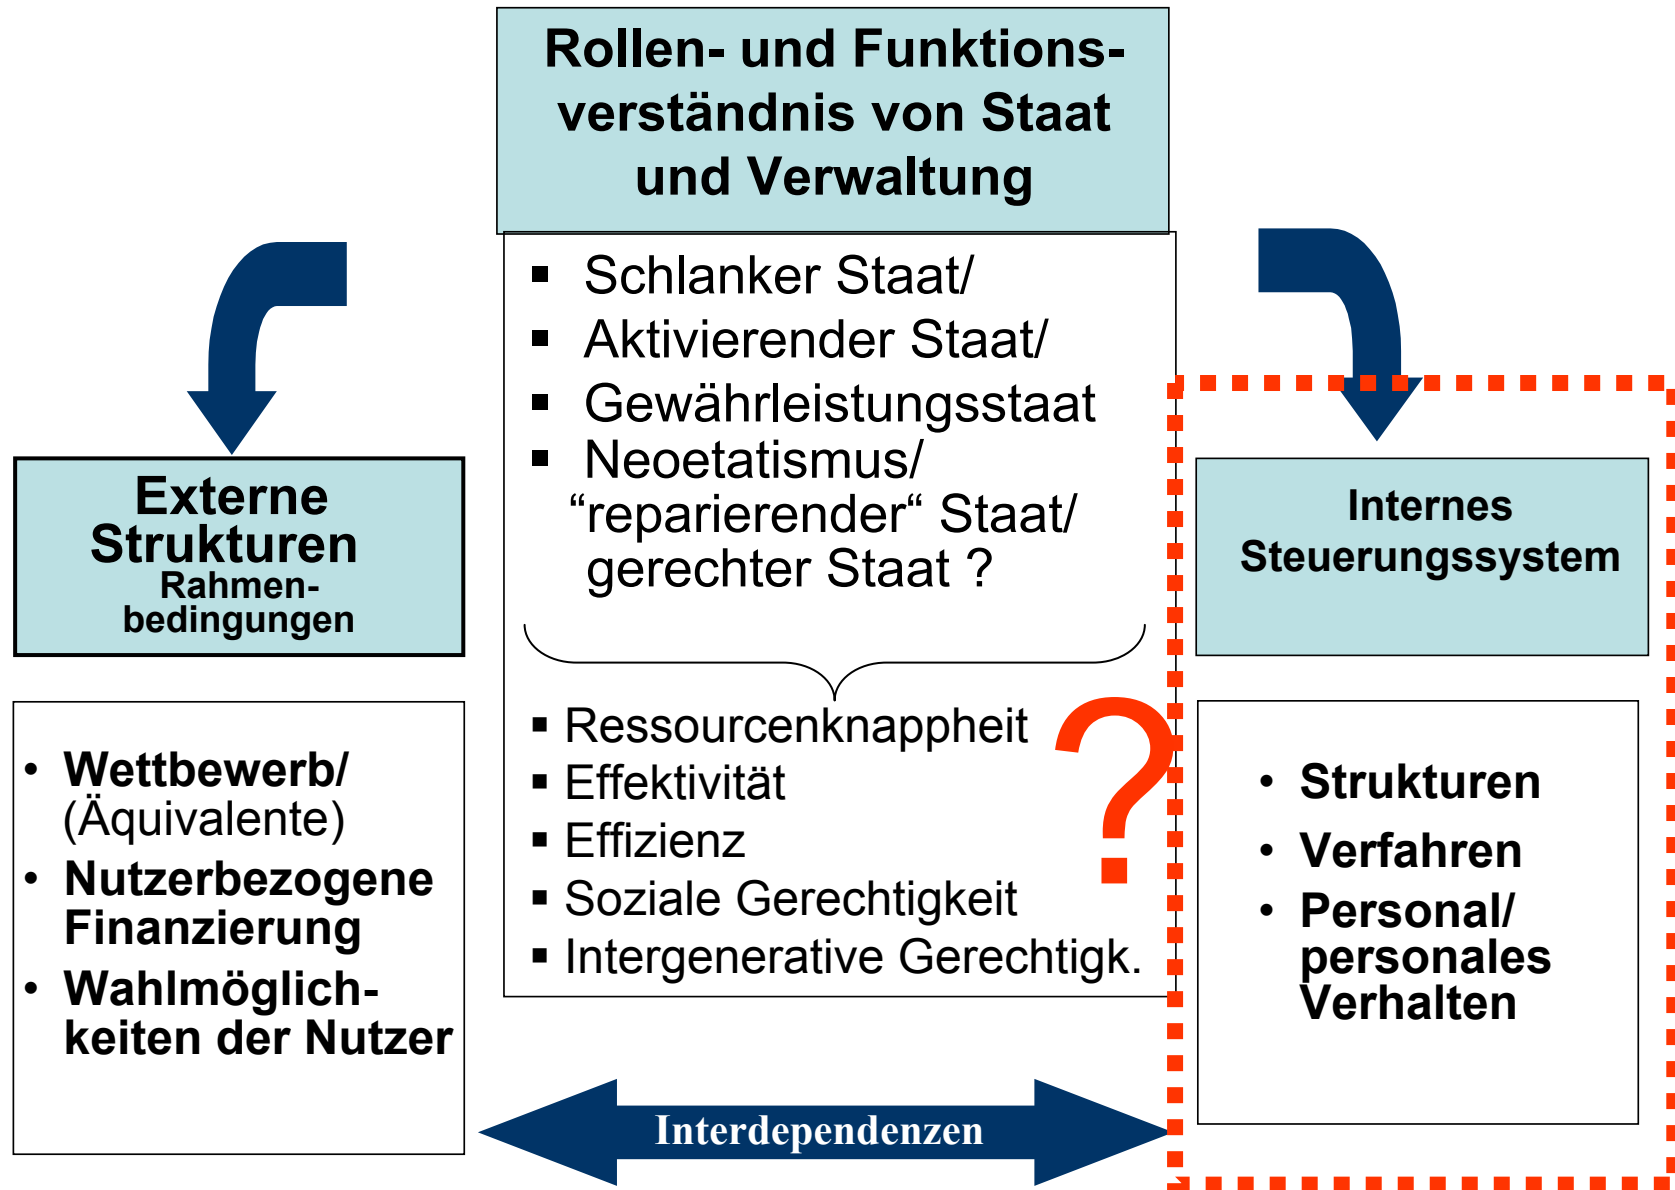 Rollen- und Funktions-
verständnis von Staat
und Verwaltung
▪ Schlanker Staat/
▪ Aktivierender Staat/
▪ Gewährleistungsstaat
▪ Neoetatismus/
“reparierender“ Staat/
gerechter Staat ?
Externe
Strukturen
Rahmen-
bedingungen
Internes
Steuerungssystem
▪ Ressourcenknappheit
▪ Effektivität
▪ Effizienz
▪ Soziale Gerechtigkeit
▪ Intergenerative Gerechtigk.
?
• Wettbewerb/
(Äquivalente)
• Nutzerbezogene
Finanzierung
• Wahlmöglich-
keiten der Nutzer
• Strukturen
• Verfahren
• Personal/
personales
Verhalten
Interdependenzen